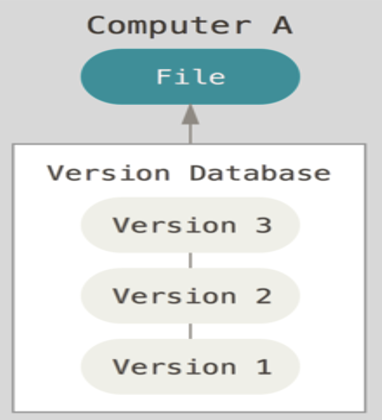 Computer A
File
Version Database
Version 3
Version 2
Version 1